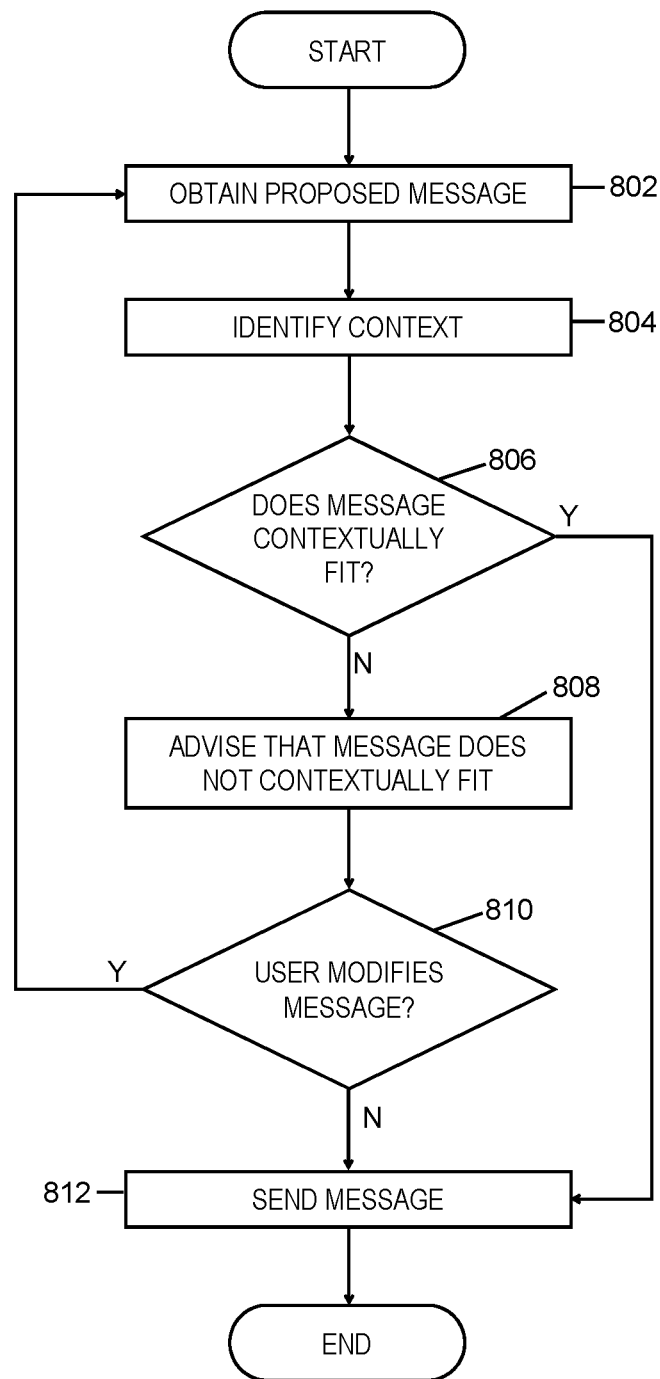 START
OBTAIN PROPOSED MESSAGE
802
IDENTIFY CONTEXT
804
806
DOES MESSAGE
CONTEXTUALLY
FIT?
Y
N
808
ADVISE THAT MESSAGE DOES
NOT CONTEXTUALLY FIT
810
Y
USER MODIFIES
MESSAGE?
N
812
SEND MESSAGE
END